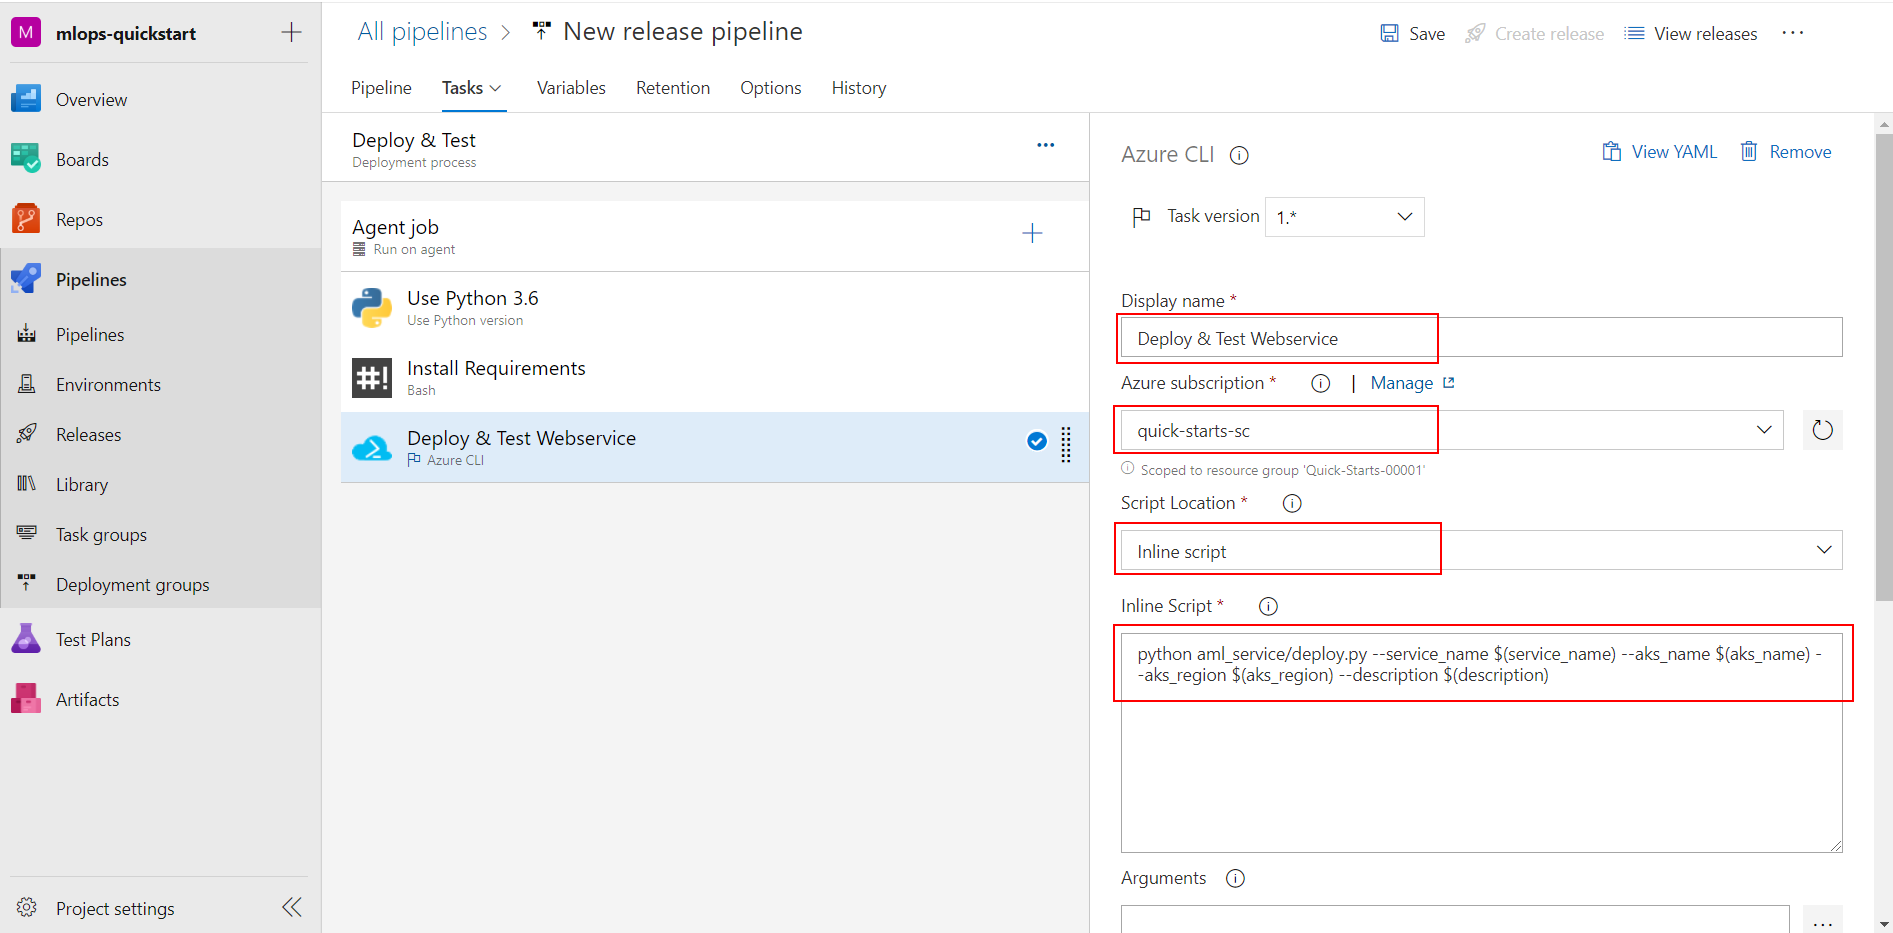 M mlops-quickstart
Overview
Boards
Repos
Pipelines
Pipelines
Environments
Releases
Library
Task groups
Deployment groups
Test Plans
Artifacts
Project settings
All pipelines > New release pipeline
Save Create release View releases ...
Pipeline Tasks Variables Retention Options History
Deploy & Test
Deployment process
Agent job
Run on agent
Use Python 3.6
Use Python version
#!
Install Requirements
Bash
Deploy & Test Webservice
Azure CLI
Azure CLI View YAML Remove
Task version 1.*
Display name *
Deploy & Test Webservice
Azure subscription * | Manage
quick-starts-sc
Scoped to resource group 'Quick-Starts-00001'
Script Location *
Inline script
Inline Script *
python aml_service/deploy.py --service_name $(service_name) --aks_name $(aks_name) -
-aks_region $(aks_region) --description $(description)
Arguments
...